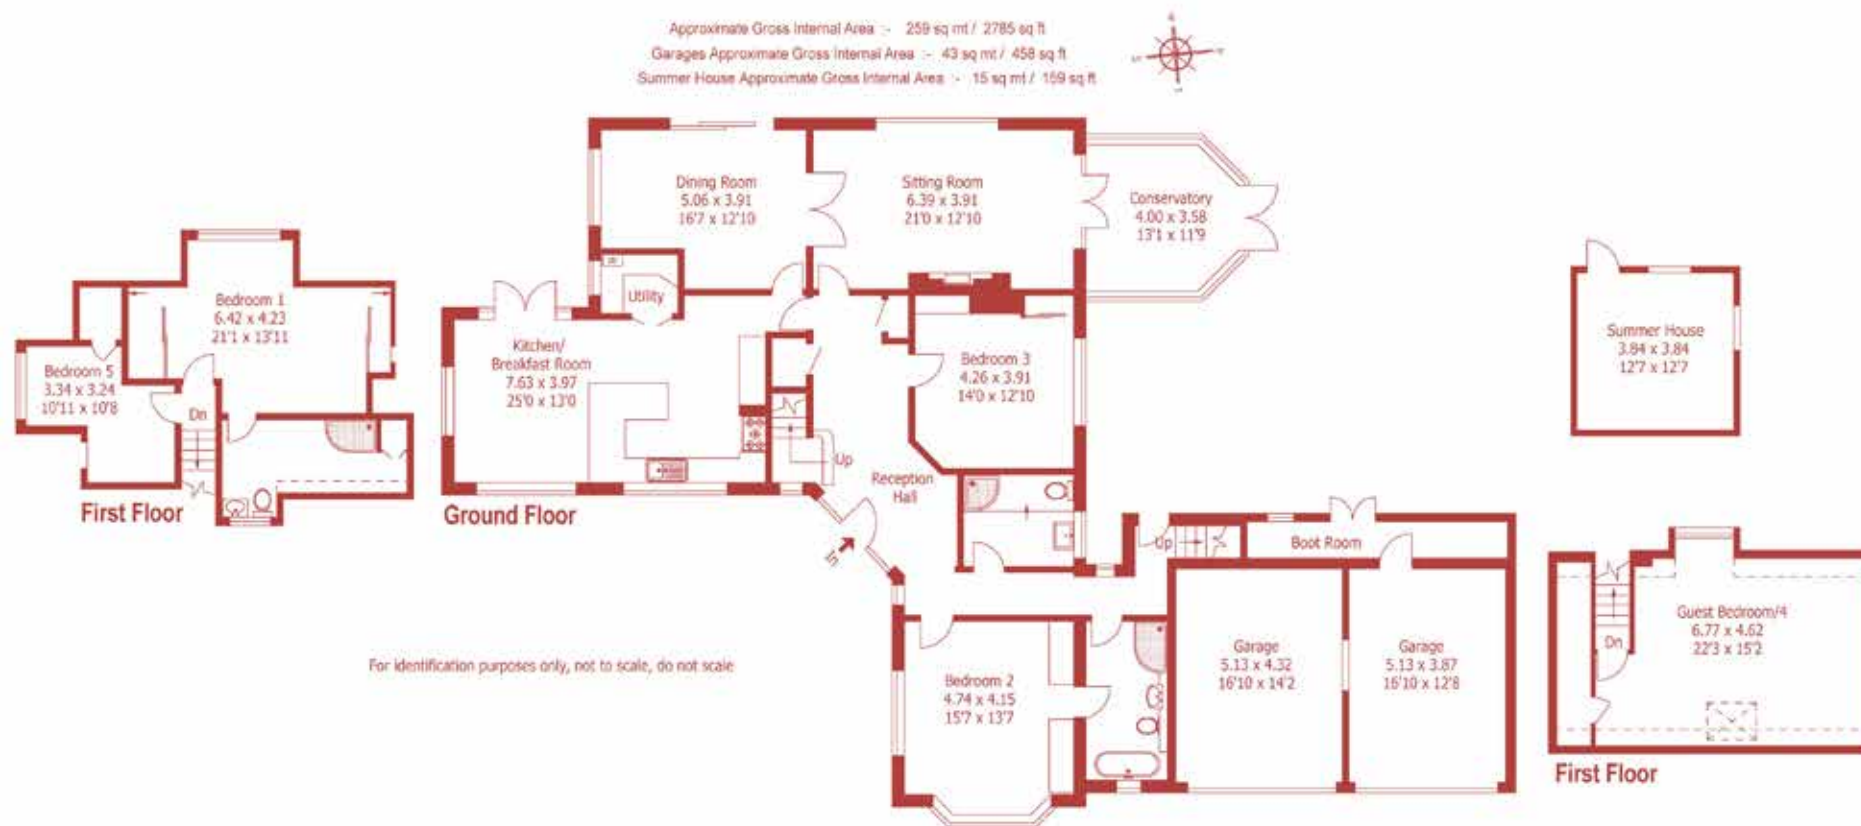 Approximate Gross Internal Area :- 259 sq mt / 2785 sq ft
Garages Approximate Gross Internal Area :- 43 sq mt / 458 sq ft
Summer House Approximate Gross Internal Area :- 15 sq mt / 159 sq ft
Dining Room
5.06 x 3.91
16'7 x 12'10
Sitting Room
6.39 x 3.91
21'0 x 12'10
Conservatory
4.00 x 3.58
13'1 x 11'9
Utility
Kitchen/
Breakfast Room
7.63 x 3.97
25'0 x 13'0
Bedroom 3
4.26 x 3.91
14'0 x 12'10
Up
Reception
Hall
In
Ground Floor
Bedroom 1
6.42 x 4.23
21'1 x 13'11
Bedroom 5
3.34 x 3.24
10'11 x 10'8
Dn
First Floor
Summer House
3.84 x 3.84
12'7 x 12'7
Up
Boot Room
Bedroom 2
4.74 x 4.15
15'7 x 13'7
Garage
5.13 x 4.32
16'10 x 14'2
Garage
5.13 x 3.87
16'10 x 12'8
Guest Bedroom/4
6.77 x 4.62
22'3 x 15'2
Dn
First Floor
For identification purposes only, not to scale, do not scale